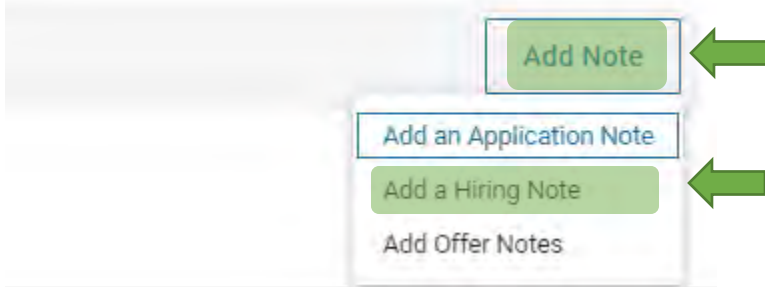 Add Note
Add an Application Note
Add a Hiring Note
Add Offer Notes